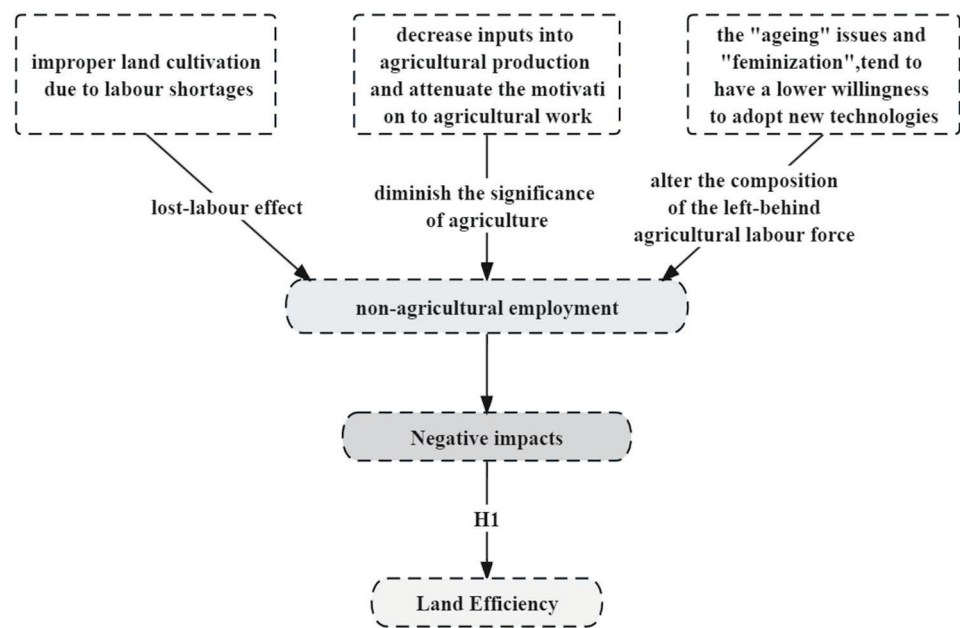 improper land cultivation
due to labour shortages
decrease inputs into
agricultural production
and attenuate the motivati
on to agricultural work
the "ageing" issues and
"feminization",tend to
have a lower willingness
to adopt new technologies
lost-labour effect
diminish the significance
of agriculture
alter the composition
of the left-behind
agricultural labour force
non-agricultural employment
Negative impacts
H1
Land Efficiency